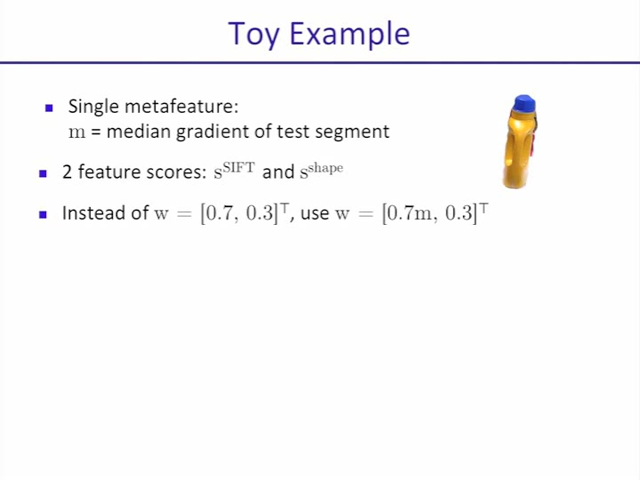 Toy Example
▪ Single metafeature:
m = median gradient of test segment
▪ 2 feature scores: s^SIFT and s^shape
▪ Instead of w = [0.7, 0.3]^⊤, use w = [0.7m, 0.3]^⊤